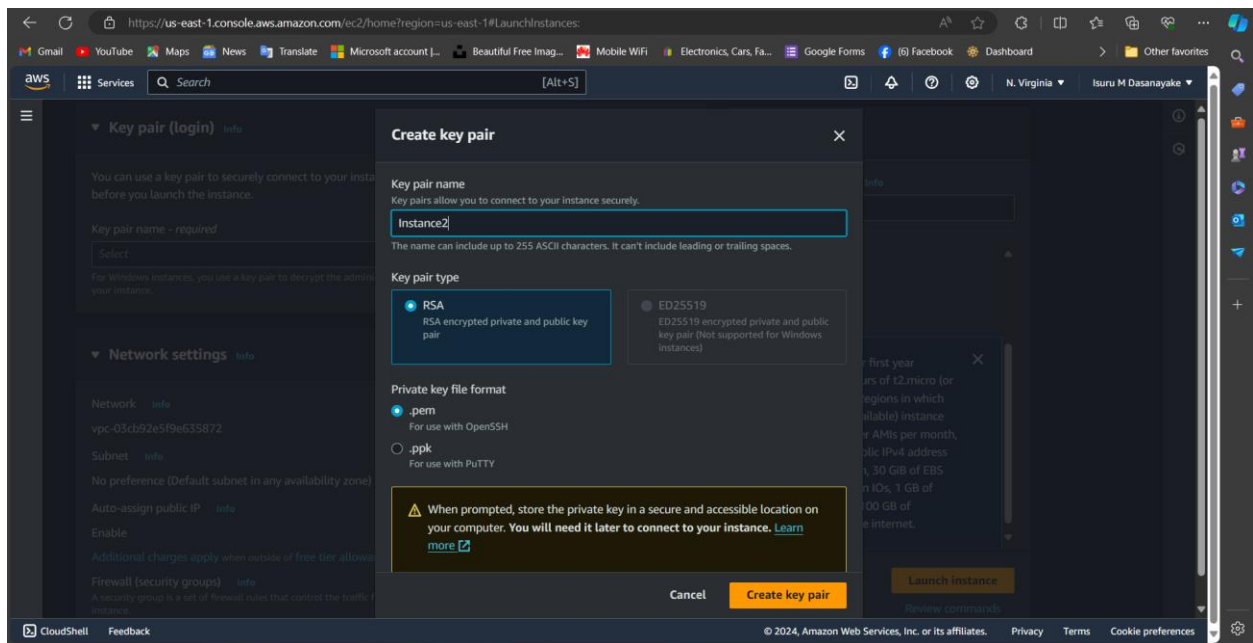 https://us-east-1.console.aws.amazon.com/ec2/home?region=us-east-1#LaunchInstances:
Gmail YouTube Maps News Translate Microsoft account |... Beautiful Free Imag... Mobile WiFi Electronics, Cars, Fa... Google Forms (6) Facebook Dashboard Other favorites
aws Services Search [Alt+S] N. Virginia Isuru M Dasanayake
Key pair (login) Info
You can use a key pair to securely connect to your insta
before you launch the instance.
Key pair name - required
Select
For Windows instances, you use a key pair to decrypt the admini
your instance.
Network settings Info
Network Info
vpc-03cb92e5f9e635872
Subnet Info
No preference (Default subnet in any availability zone)
Auto-assign public IP Info
Enable
Additional charges apply when outside of free tier allowa
Firewall (security groups) Info
A security group is a set of firewall rules that control the traffic f
instance.
Create key pair
Key pair name
Key pairs allow you to connect to your instance securely.
Instance2
The name can include up to 255 ASCII characters. It can't include leading or trailing spaces.
Key pair type
RSA
RSA encrypted private and public key
pair
ED25519
ED25519 encrypted private and public
key pair (Not supported for Windows
instances)
Private key file format
.pem
For use with OpenSSH
.ppk
For use with PuTTY
When prompted, store the private key in a secure and accessible location on
your computer. You will need it later to connect to your instance. Learn
more
Cancel Create key pair
Info
first year
urs of t2.micro (or
egions in which
ilable) instance
r AMIs per month,
blic IPv4 address
30 GiB of EBS
n IOs, 1 GB of
100 GB of
e internet.
Launch instance
Review commands
CloudShell Feedback © 2024, Amazon Web Services, Inc. or its affiliates. Privacy Terms Cookie preferences